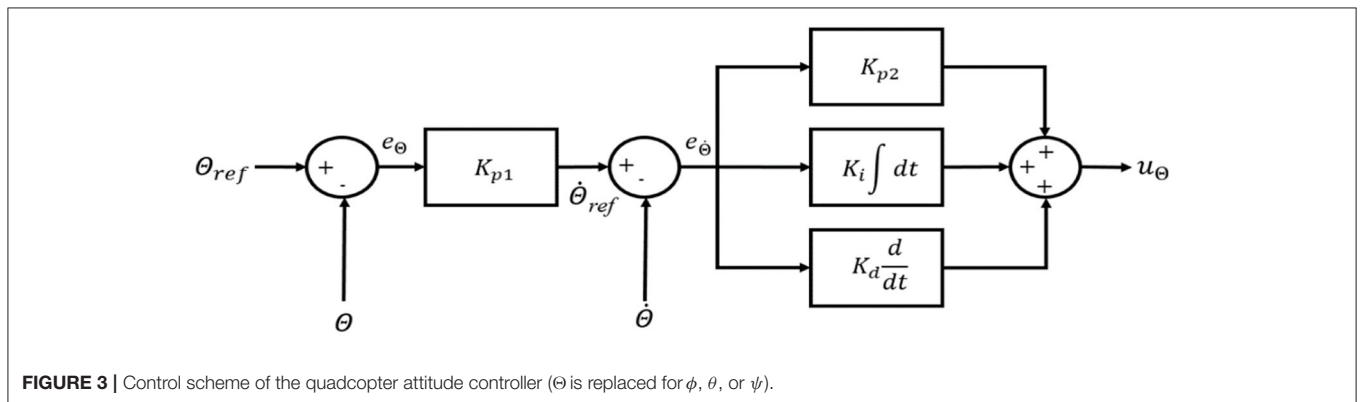 Θ_ref
+
-
e_Θ
K_p1
Θ̇_ref
+
-
e_Θ̇
K_p2
K_i ∫ dt
K_d d/dt
+
+
+
u_Θ
Θ
Θ̇
FIGURE 3 | Control scheme of the quadcopter attitude controller (Θ is replaced for ϕ, θ, or ψ).